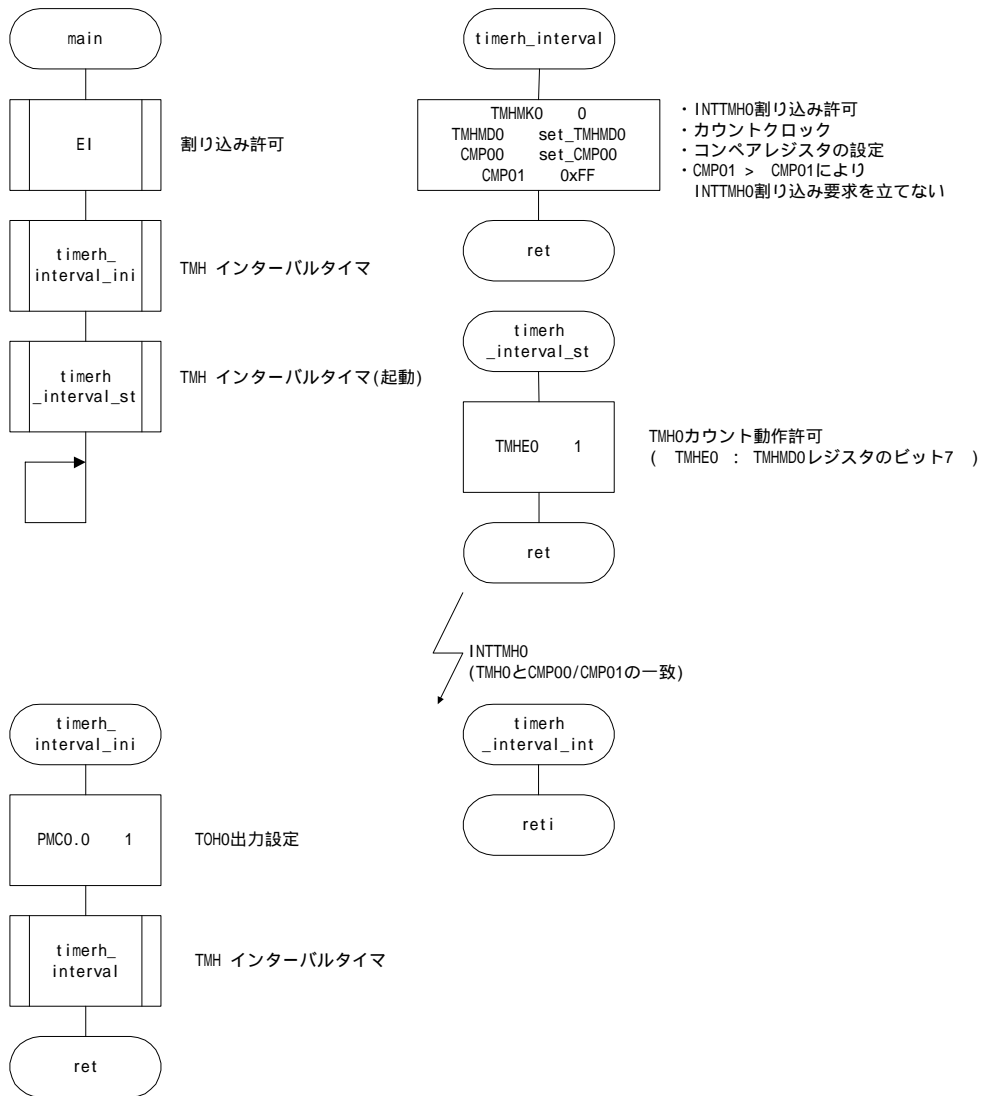 main
EI
割り込み許可
timerh_
interval_ini
TMH インターバルタイマ
timerh
_interval_st
TMH インターバルタイマ(起動)
timerh_interval
TMHMK0 0
TMHMD0 set_TMHMD0
CMP00 set_CMP00
CMP01 0xFF
・INTTMH0割り込み許可
・カウントクロック
・コンペアレジスタの設定
・CMP01 > CMP01により
INTTMH0割り込み要求を立てない
ret
timerh
_interval_st
TMHE0 1
TMH0カウント動作許可
( TMHE0 : TMHMD0レジスタのビット7 )
ret
INTTMH0
(TMH0とCMP00/CMP01の一致)
timerh
_interval_int
reti
timerh_
interval_ini
PMC0.0 1
TOH0出力設定
timerh_
interval
TMH インターバルタイマ
ret